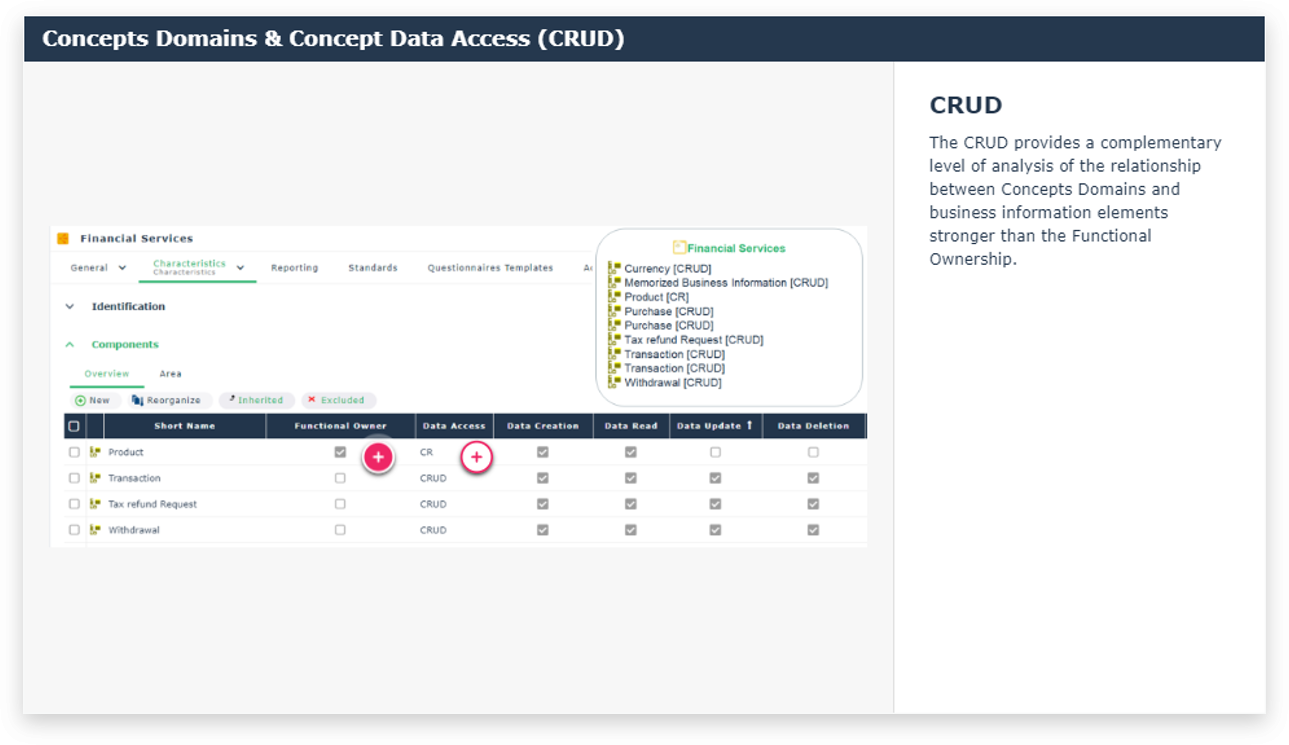 Concepts Domains & Concept Data Access (CRUD)
Financial Services
General Characteristics Reporting Standards Questionnaires Templates
Characteristics
Identification
Components
Overview Area
New Reorganize Inherited Excluded
Short Name Functional Owner Data Access Data Creation Data Read Data Update Data Deletion
Product CR
Transaction CRUD
Tax refund Request CRUD
Withdrawal CRUD
Financial Services
Currency [CRUD]
Memorized Business Information [CRUD]
Product [CR]
Purchase [CRUD]
Purchase [CRUD]
Tax refund Request [CRUD]
Transaction [CRUD]
Transaction [CRUD]
Withdrawal [CRUD]
CRUD
The CRUD provides a complementary
level of analysis of the relationship
between Concepts Domains and
business information elements
stronger than the Functional
Ownership.